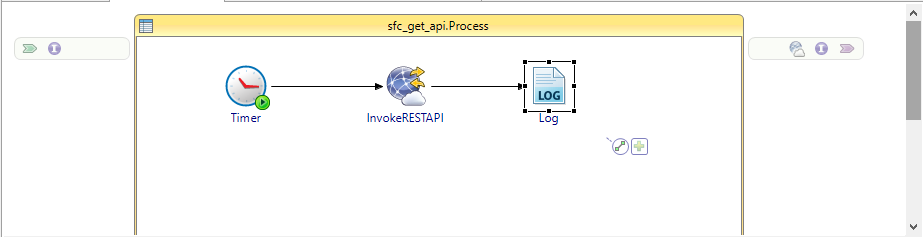 sfc_get_api.Process
LOG
Timer
InvokeRESTAPI
Log